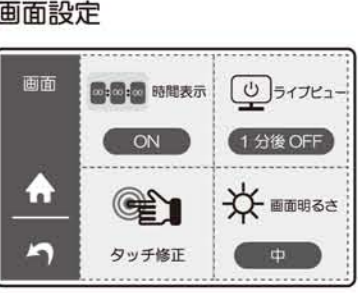 画面設定
画面
時間表示
ON
ライブビュー
1 分後 OFF
タッチ修正
画面明るさ
中